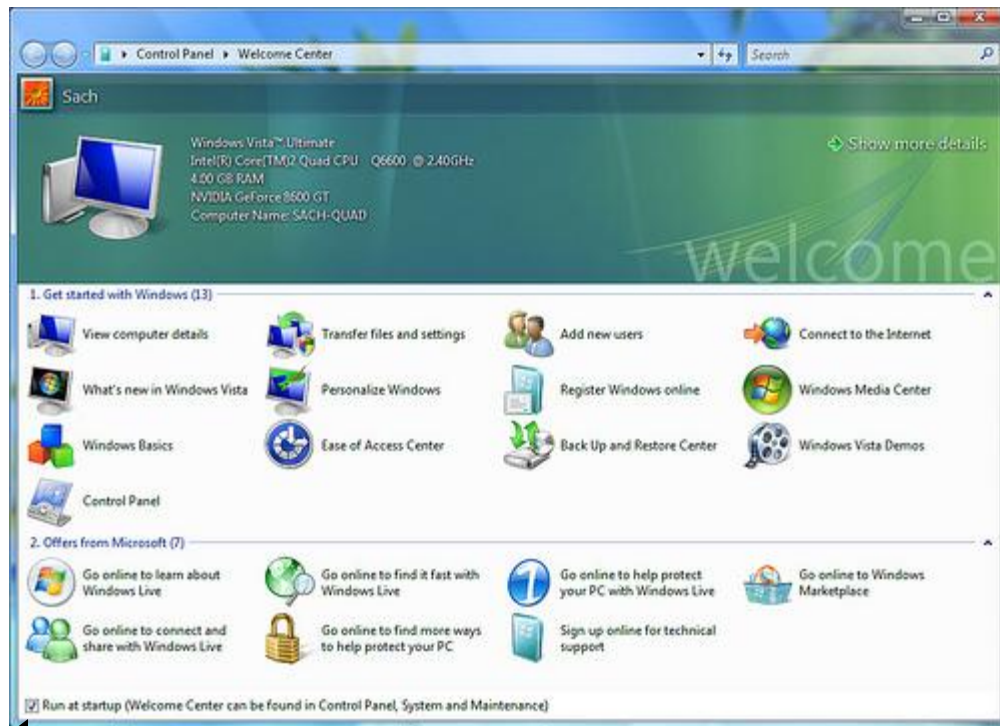 Control Panel Welcome Center
Search
Sach
Windows Vista™ Ultimate
Intel(R) Core(TM)2 Quad CPU Q6600 @ 2.40GHz
4.00 GB RAM
NVIDIA GeForce 8600 GT
Computer Name: SACH-QUAD
Show more details
welcome
1. Get started with Windows (13)
View computer details
Transfer files and settings
Add new users
Connect to the Internet
What's new in Windows Vista
Personalize Windows
Register Windows online
Windows Media Center
Windows Basics
Ease of Access Center
Back Up and Restore Center
Windows Vista Demos
Control Panel
2. Offers from Microsoft (7)
Go online to learn about
Windows Live
Go online to find it fast with
Windows Live
Go online to help protect
your PC with Windows Live
Go online to Windows
Marketplace
Go online to connect and
share with Windows Live
Go online to find more ways
to help protect your PC
Sign up online for technical
support
Run at startup (Welcome Center can be found in Control Panel, System and Maintenance)